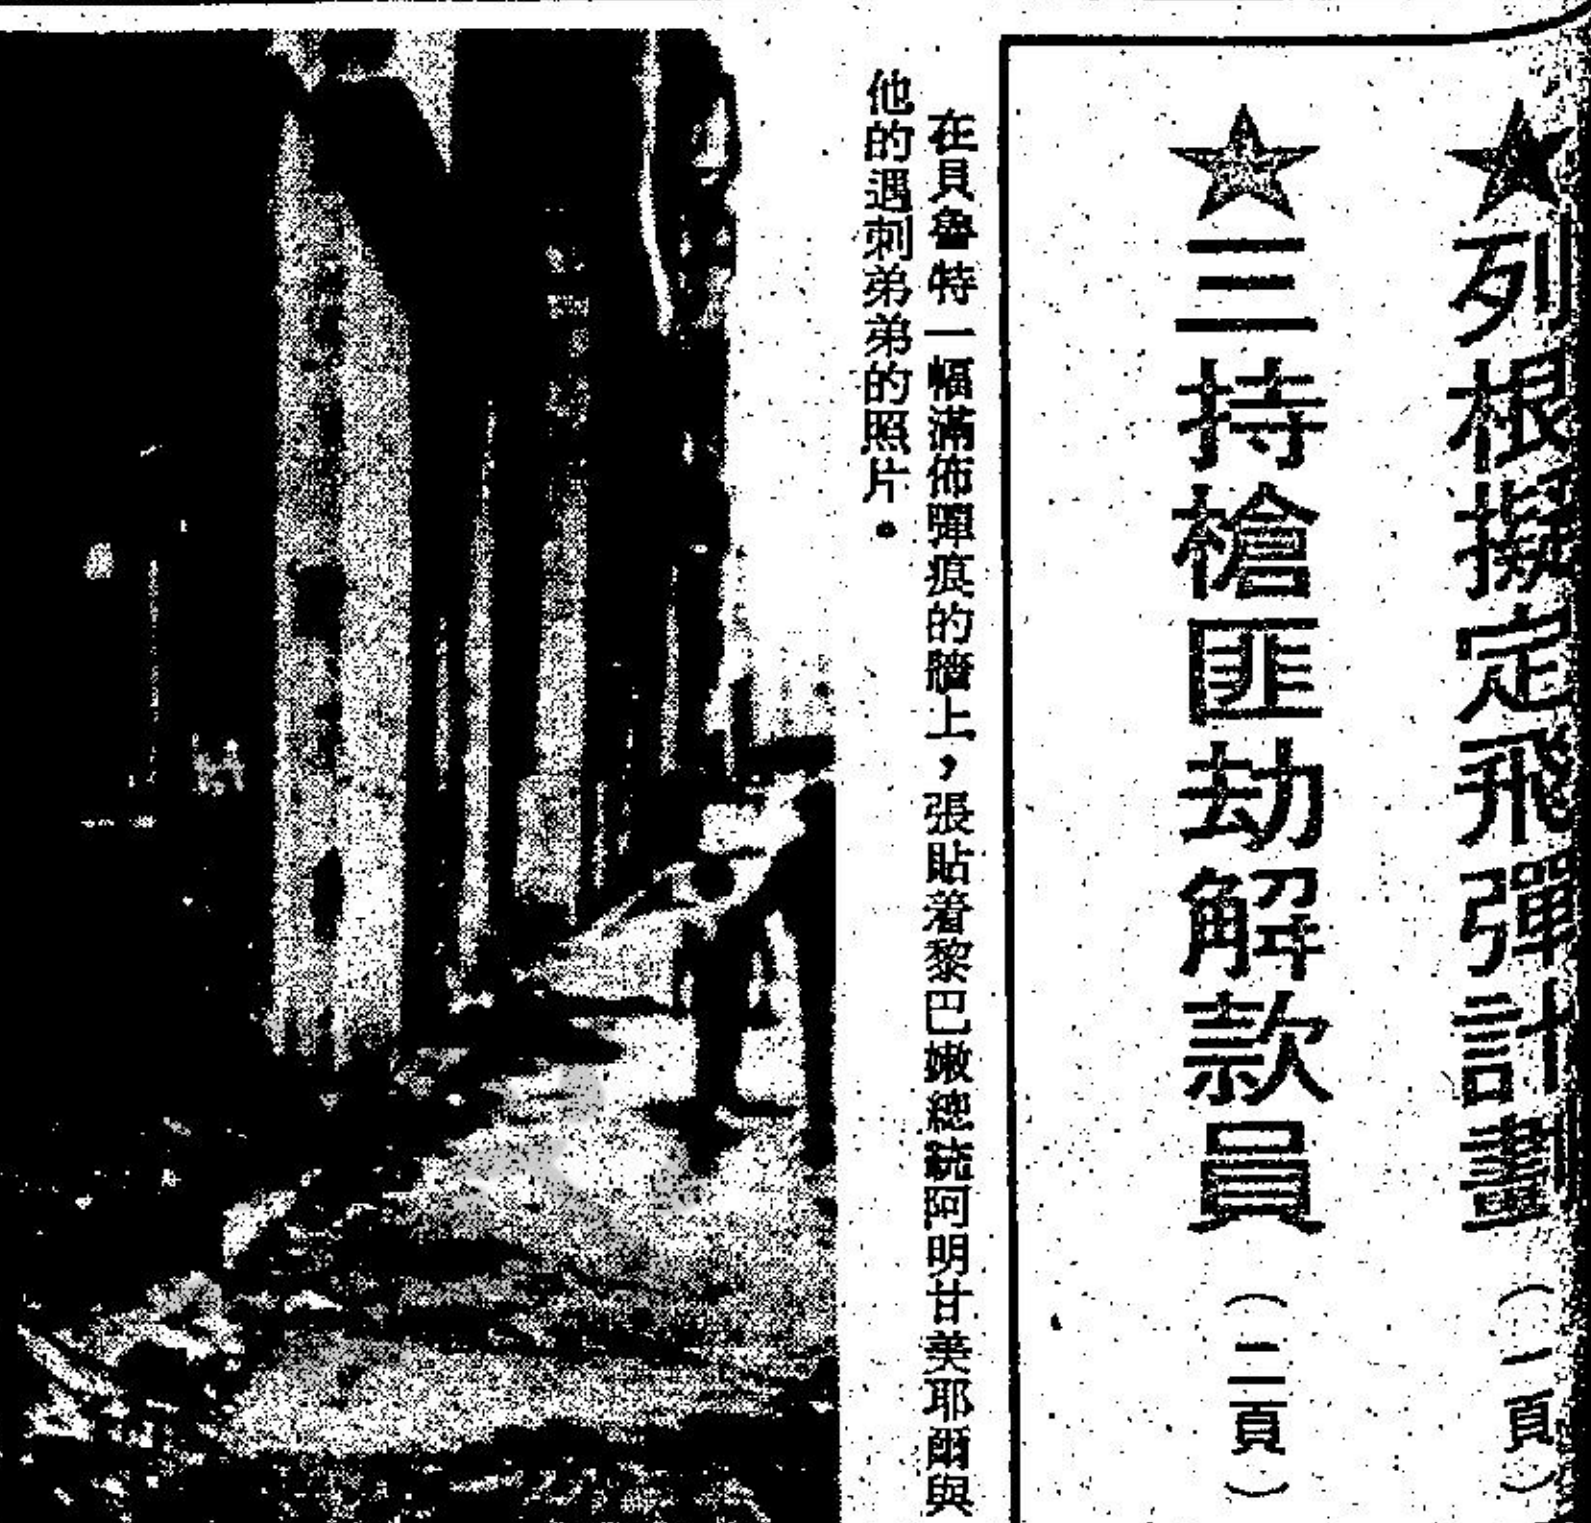 ★列根擬定飛彈計畫(一頁)
★三持槍匪劫解款員(二頁)
在貝魯特一幅滿佈彈痕的牆上，張貼着黎巴嫩總統阿明甘美耶爾與
他的遇刺弟弟的照片。